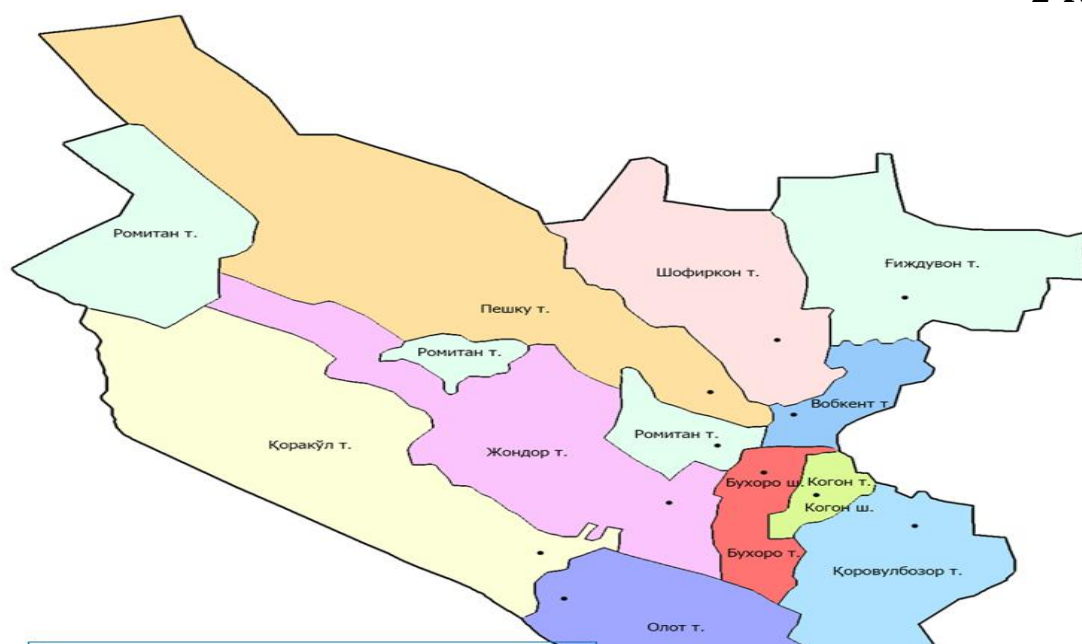 Ромитан т.
Шофиркон т.
Ғиждувон т.
Пешку т.
Ромитан т.
Вобкент т.
Ромитан т.
Қоракўл т.
Жондор т.
Бухоро ш.
Когон т.
Когон ш.
Бухоро т.
Қоровулбозор т.
Олот т.